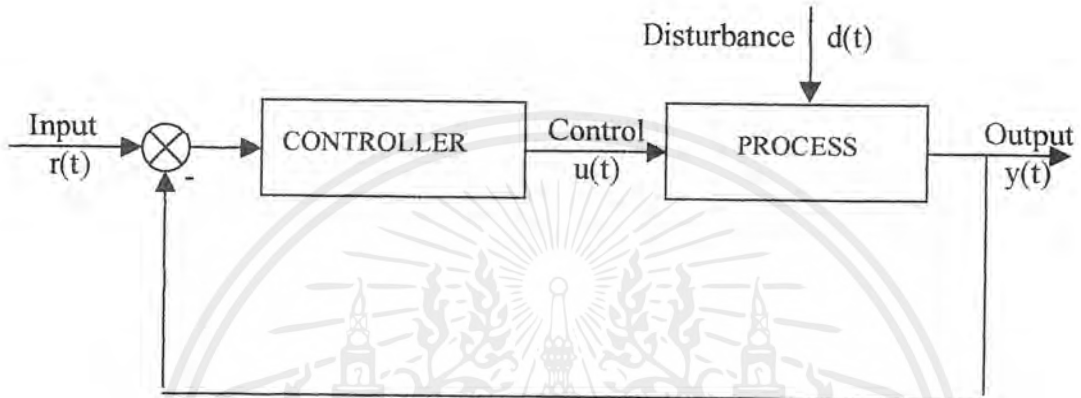 Disturbance
d(t)
Input
r(t)
CONTROLLER
Control
u(t)
PROCESS
Output
y(t)
-